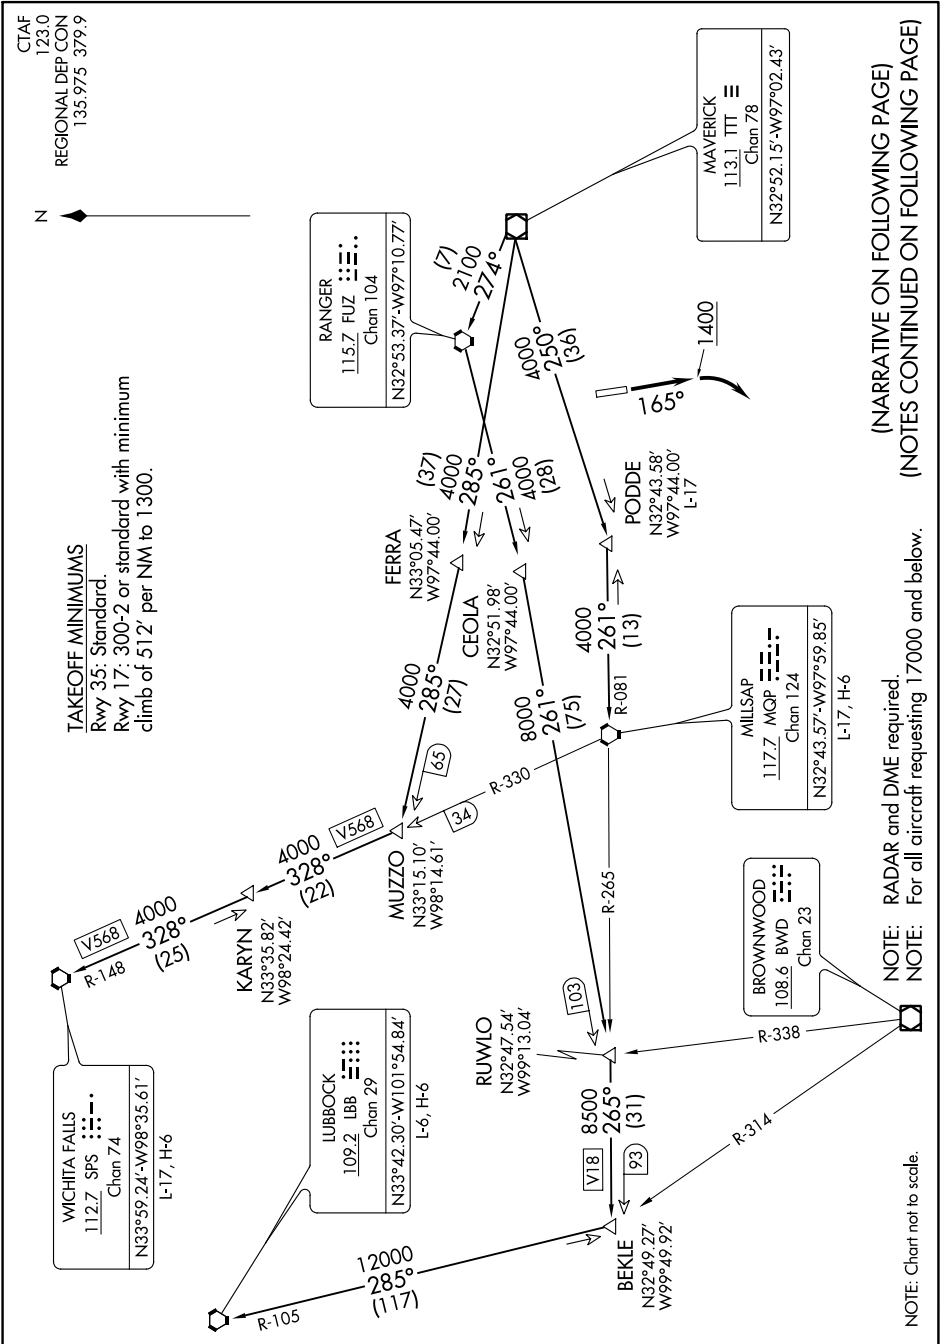 CTAF
123.0
REGIONAL DEP CON
135.975 379.9
N
TAKEOFF MINIMUMS
Rwy 35: Standard.
Rwy 17: 300-2 or standard with minimum
climb of 512' per NM to 1300.
WICHITA FALLS
112.7 SPS
Chan 74
N33°59.24'-W98°35.61'
L-17, H-6
V568
R-148
4000
328°
(25)
KARYN
N33°35.82'
W98°24.42'
4000
328°
(22)
V568
MUZZO
N33°15.10'
W98°14.61'
65
34
R-330
4000
285°
(27)
FERRA
N33°05.47'
W97°44.00'
(37)
4000
285°
RANGER
115.7 FUZ
Chan 104
N32°53.37'-W97°10.77'
(7)
2100
274°
MAVERICK
113.1 TTT
Chan 78
N32°52.15'-W97°02.43'
261°
4000
(28)
CEOLA
N32°51.98'
W97°44.00'
8000
261°
(75)
4000
250°
(36)
PODDE
N32°43.58'
W97°44.00'
L-17
4000
261°
(13)
R-081
165°
1400
MILLSAP
117.7 MQP
Chan 124
N32°43.57'-W97°59.85'
L-17, H-6
R-265
LUBBOCK
109.2 LBB
Chan 29
N33°42.30'-W101°54.84'
L-6, H-6
R-105
12000
285°
(117)
RUWLO
N32°47.54'
W99°13.04'
103
8500
265°
(31)
V18
93
BEKLE
N32°49.27'
W99°49.92'
R-338
R-314
BROWNWOOD
108.6 BWD
Chan 23
NOTE: RADAR and DME required.
NOTE: For all aircraft requesting 17000 and below.
(NARRATIVE ON FOLLOWING PAGE)
(NOTES CONTINUED ON FOLLOWING PAGE)
NOTE: Chart not to scale.